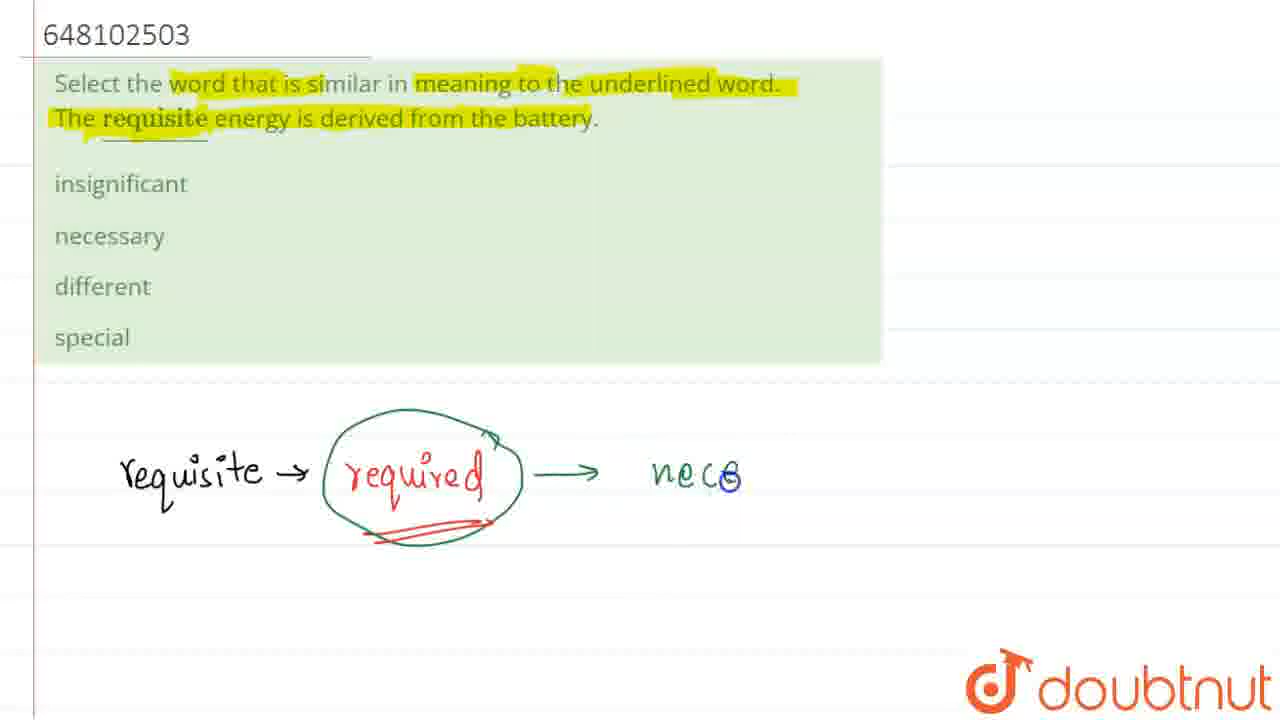 648102503
Select the word that is similar in meaning to the underlined word.
The requisite energy is derived from the battery.
insignificant
necessary
different
special
requisite → required → nece
doubtnut